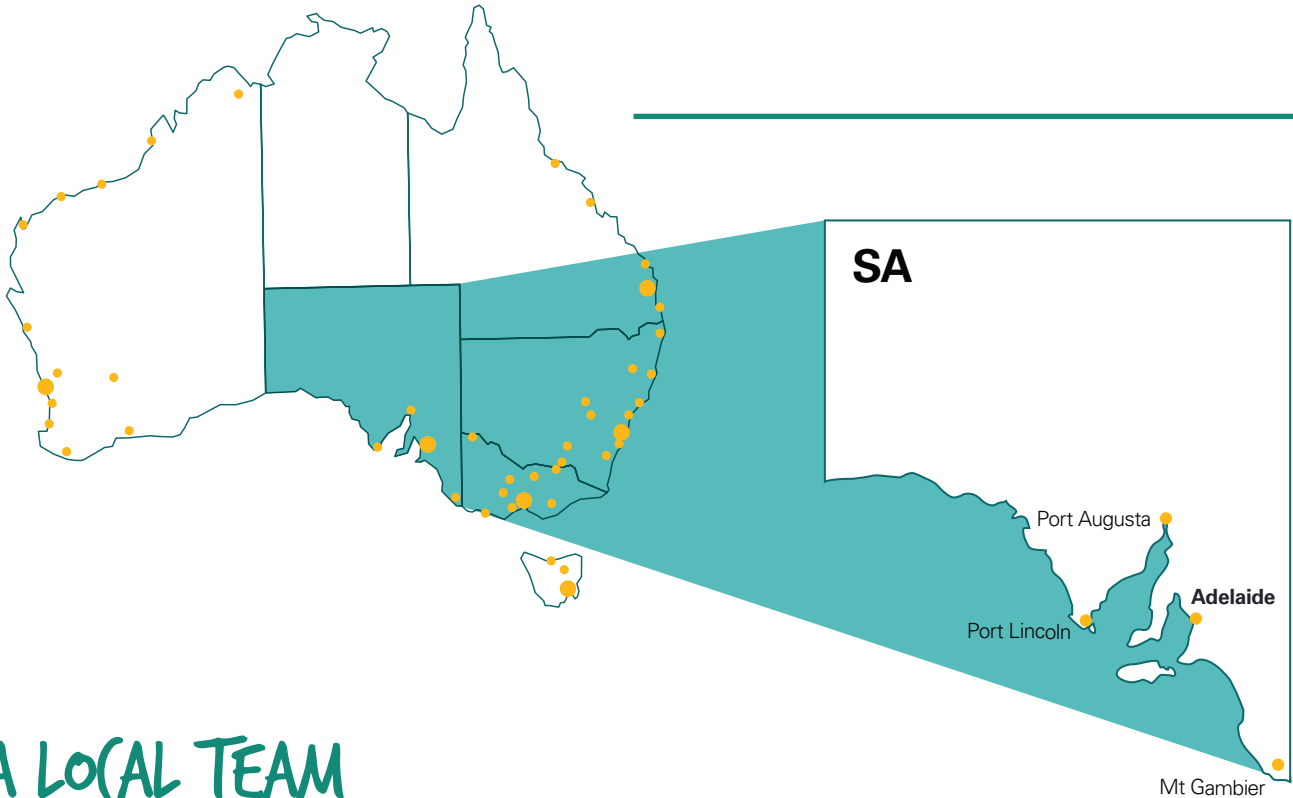 SA
Port Augusta
Adelaide
Port Lincoln
Mt Gambier
A LOCAL TEAM